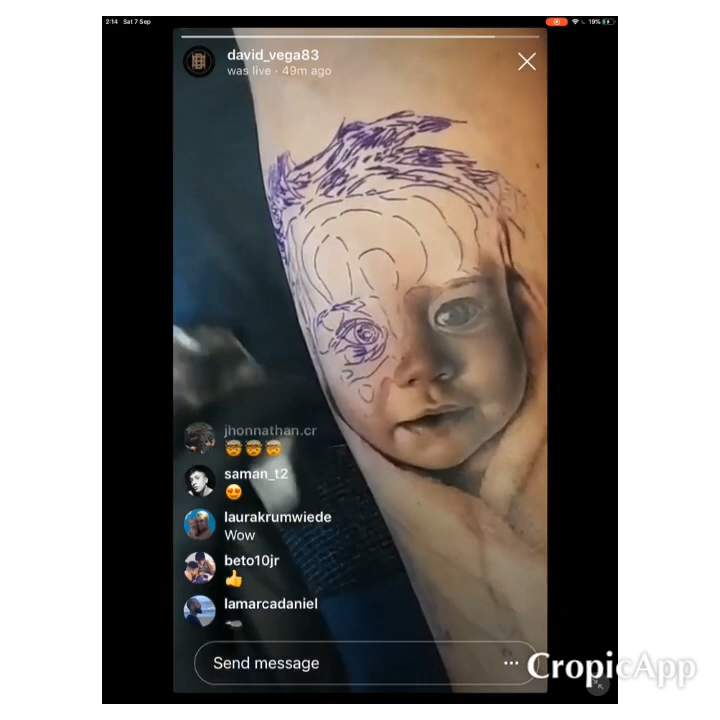 2:14 Sat 7 Sep
19%
david_vega83
was live · 49m ago
jhonnathan.cr
🤯🤯🤯
saman_t2
😍
laurakrumwiede
Wow
beto10jr
👍
lamarcadaniel
Send message
CropicApp